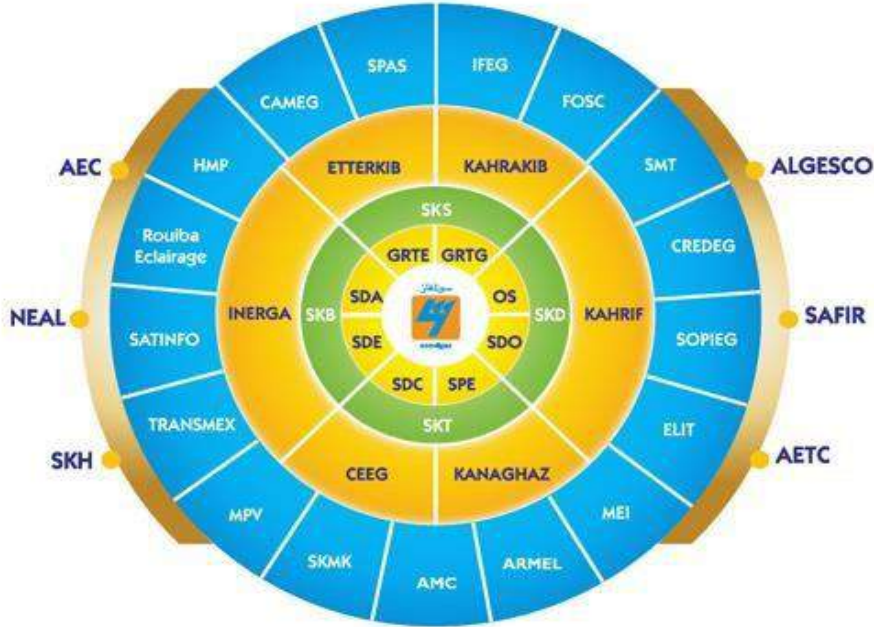 SPAS
IFEG
CAMEG
FOSC
AEC
HMP
ETTERKIB
KAHRAKIB
SMT
ALGESCO
SKS
Rouiba
Eclairage
GRTE
GRTG
CREDEG
SDA
OS
سونلغاز
NEAL
INERGA
SKB
SKD
KAHRIF
SAFIR
SATINFO
SDE
sonelgaz
SDO
SOPIEG
SDC
SPE
TRANSMEX
SKT
ELIT
SKH
CEEG
KANAGHAZ
AETC
MPV
MEI
SKMK
AMC
ARMEL